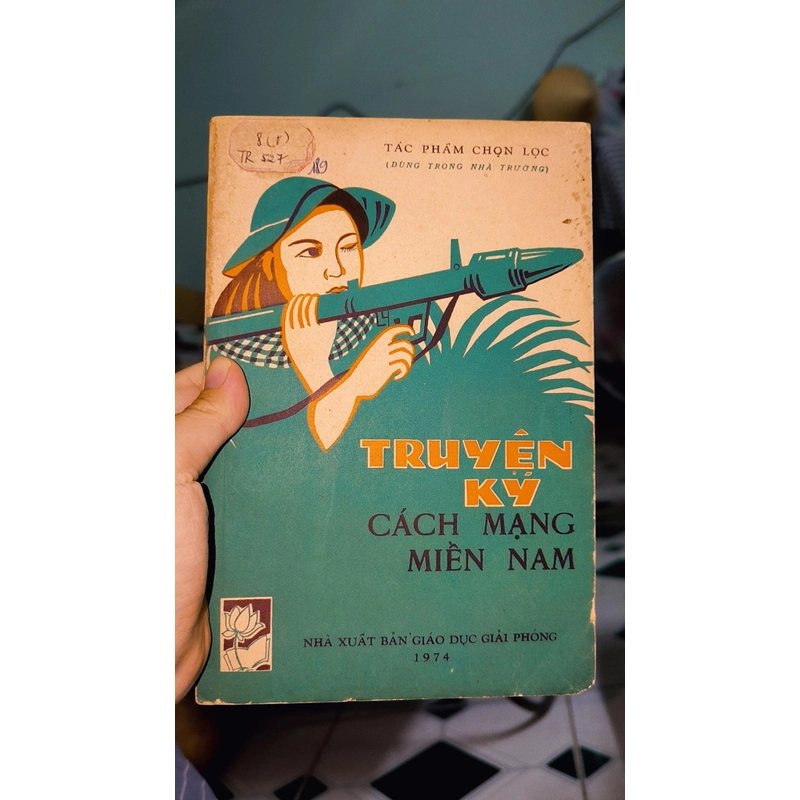 8(V)
TR 527
189
TÁC PHẨM CHỌN LỌC
(DÙNG TRONG NHÀ TRƯỜNG)
TRUYỆN
KÝ
CÁCH MẠNG
MIỀN NAM
NHÀ XUẤT BẢN GIÁO DỤC GIẢI PHÓNG
1974